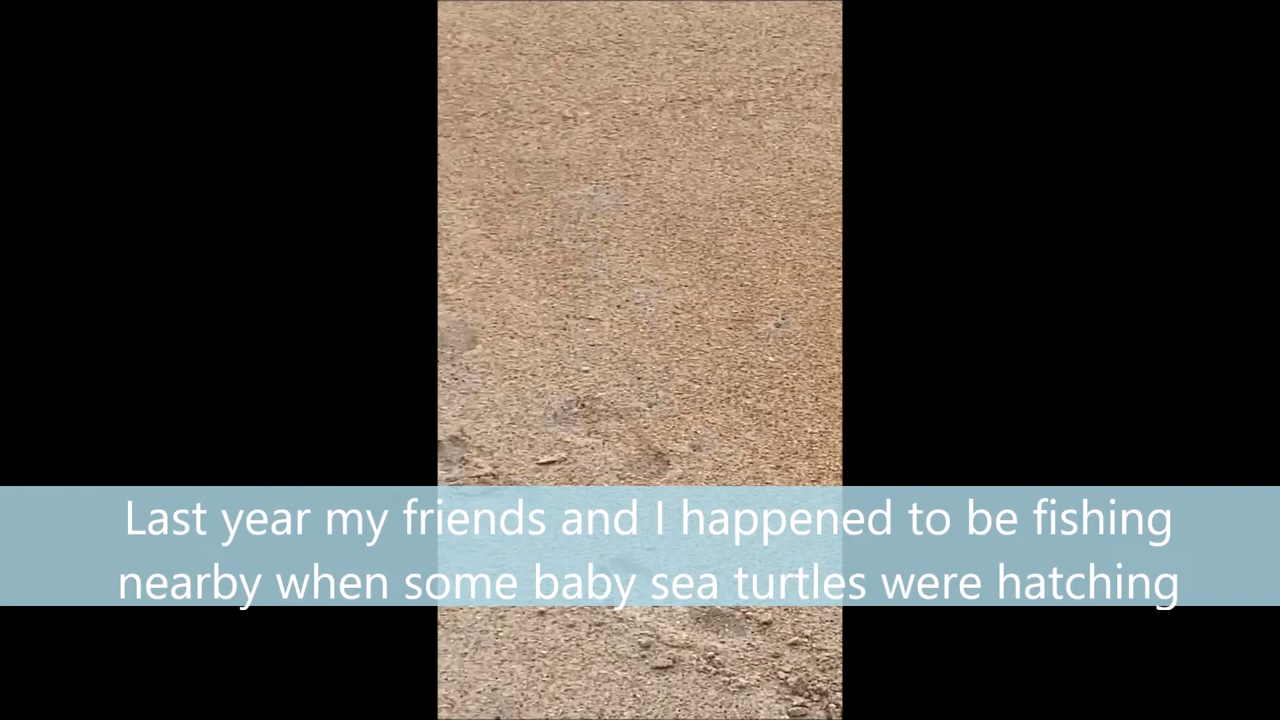 Last year my friends and I happened to be fishing
nearby when some baby sea turtles were hatching